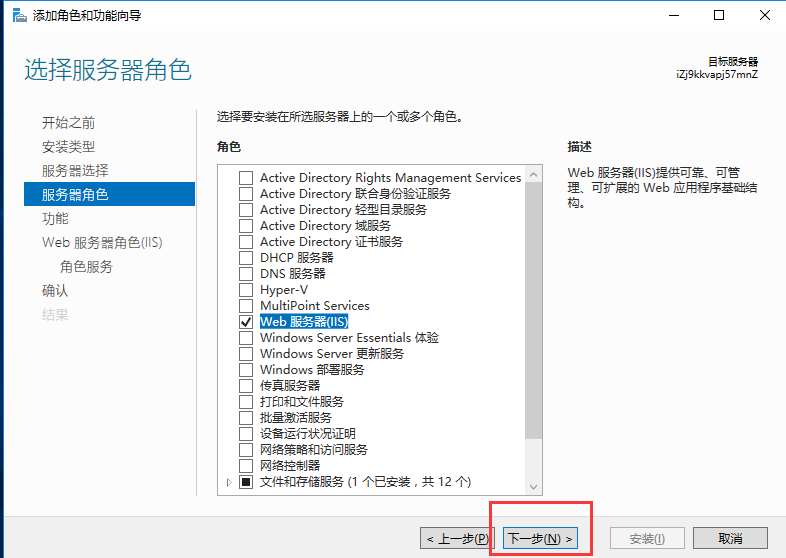 添加角色和功能向导
选择服务器角色
目标服务器
iZj9kkvapj57mnZ
开始之前
安装类型
服务器选择
服务器角色
功能
Web 服务器角色(IIS)
角色服务
确认
结果
选择要安装在所选服务器上的一个或多个角色。
角色
Active Directory Rights Management Services
Active Directory 联合身份验证服务
Active Directory 轻型目录服务
Active Directory 域服务
Active Directory 证书服务
DHCP 服务器
DNS 服务器
Hyper-V
MultiPoint Services
Web 服务器(IIS)
Windows Server Essentials 体验
Windows Server 更新服务
Windows 部署服务
传真服务器
打印和文件服务
批量激活服务
设备运行状况证明
网络策略和访问服务
网络控制器
文件和存储服务 (1 个已安装，共 12 个)
描述
Web 服务器(IIS)提供可靠、可管
理、可扩展的 Web 应用程序基础结
构。
< 上一步(P)
下一步(N) >
安装(I)
取消